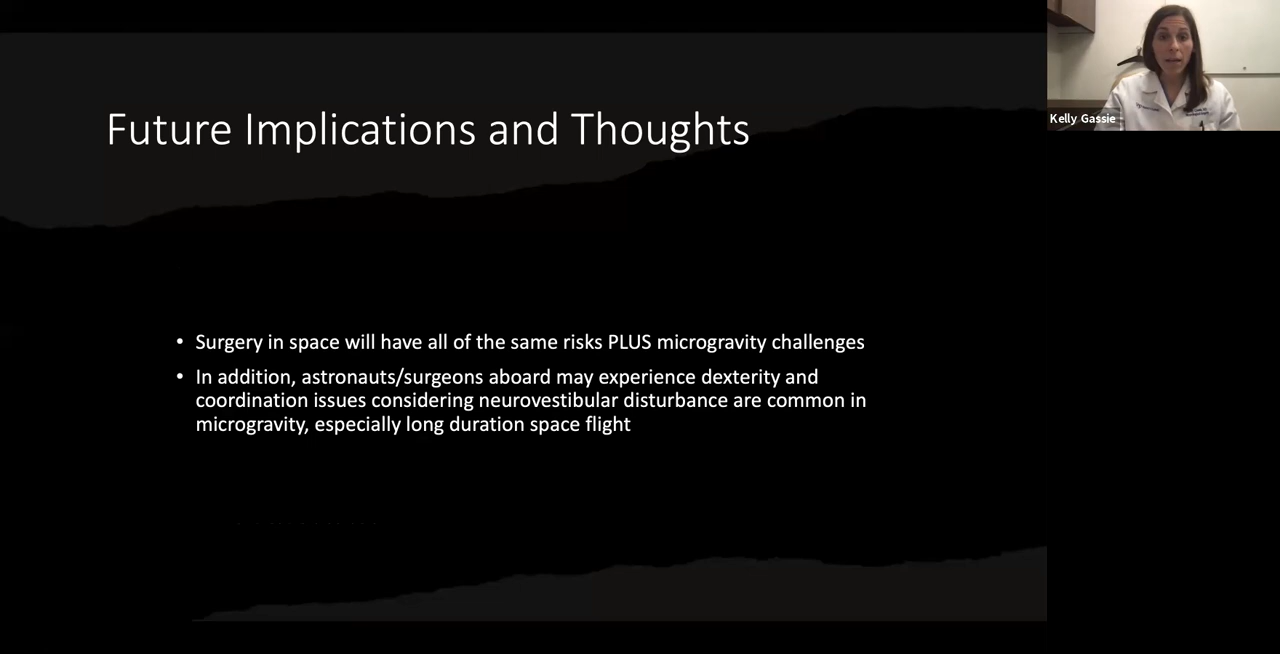 Future Implications and Thoughts
Kelly Gassie
• Surgery in space will have all of the same risks PLUS microgravity challenges
• In addition, astronauts/surgeons aboard may experience dexterity and
coordination issues considering neurovestibular disturbance are common in
microgravity, especially long duration space flight